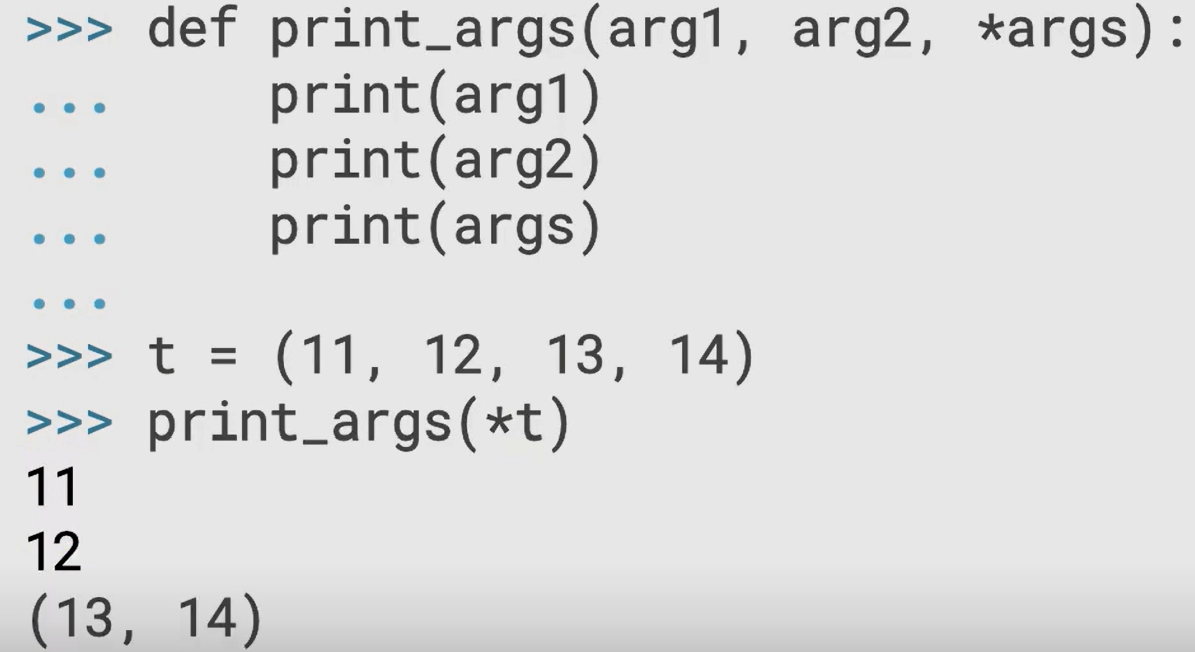 >>> def print_args(arg1, arg2, *args):
...     print(arg1)
...     print(arg2)
...     print(args)
...
>>> t = (11, 12, 13, 14)
>>> print_args(*t)
11
12
(13, 14)